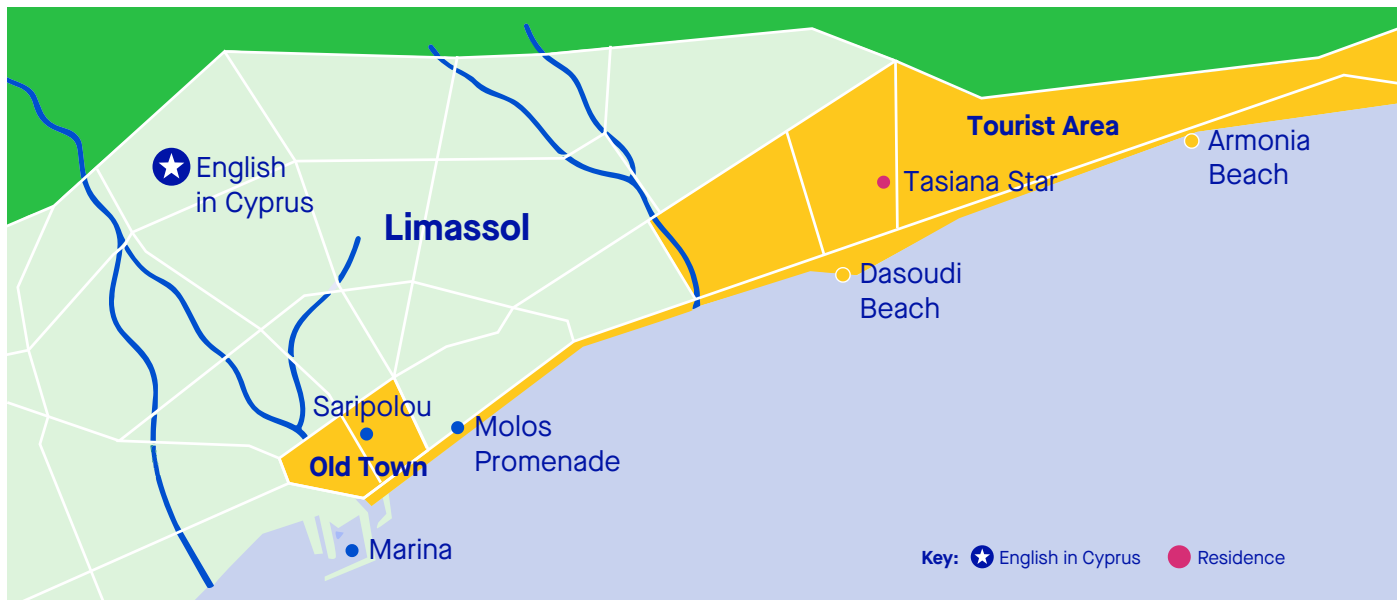 Tourist Area
Armonia
Beach
English
in Cyprus
Tasiana Star
Limassol
Dasoudi
Beach
Saripolou
Molos
Promenade
Old Town
Marina
Key: English in Cyprus Residence